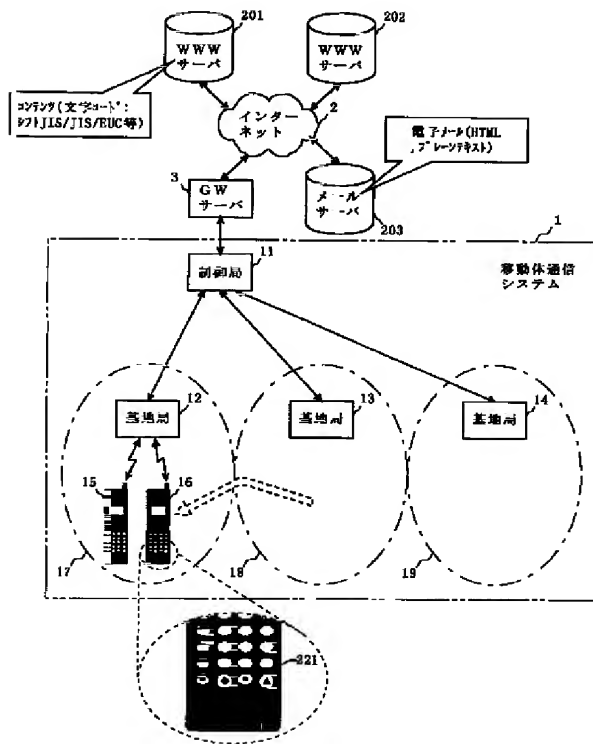 201
202
WWW
サーバ
WWW
サーバ
コンテンツ(文字コード:
シフトJIS/JIS/EUC等)
インター
ネット
2
電子メール(HTML
,プレーンテキスト)
3
GW
サーバ
メール
サーバ
203
1
11
制御局
移動体通信
システム
12
基地局
13
基地局
14
基地局
15
16
17
18
19
221